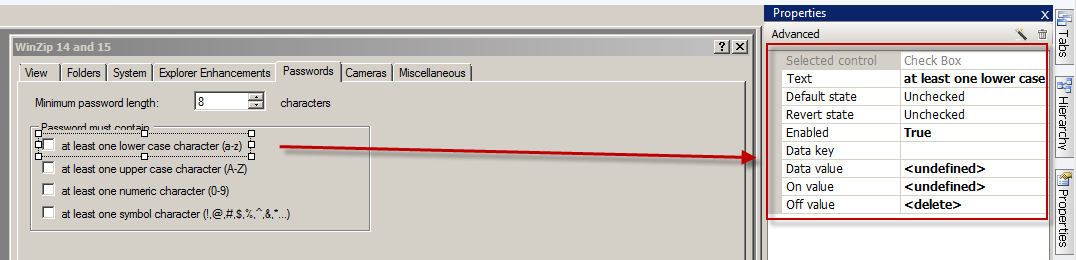 Properties X
WinZip 14 and 15 ? X
Advanced
View Folders System Explorer Enhancements Passwords Cameras Miscellaneous
Minimum password length: 8 characters
Password must contain
at least one lower case character (a-z)
at least one upper case character (A-Z)
at least one numeric character (0-9)
at least one symbol character (!,@,#,$,%,^,&,*...)
Selected control Check Box
Text at least one lower case
Default state Unchecked
Revert state Unchecked
Enabled True
Data key
Data value <undefined>
On value <undefined>
Off value <delete>
Tabs
Hierarchy
Properties